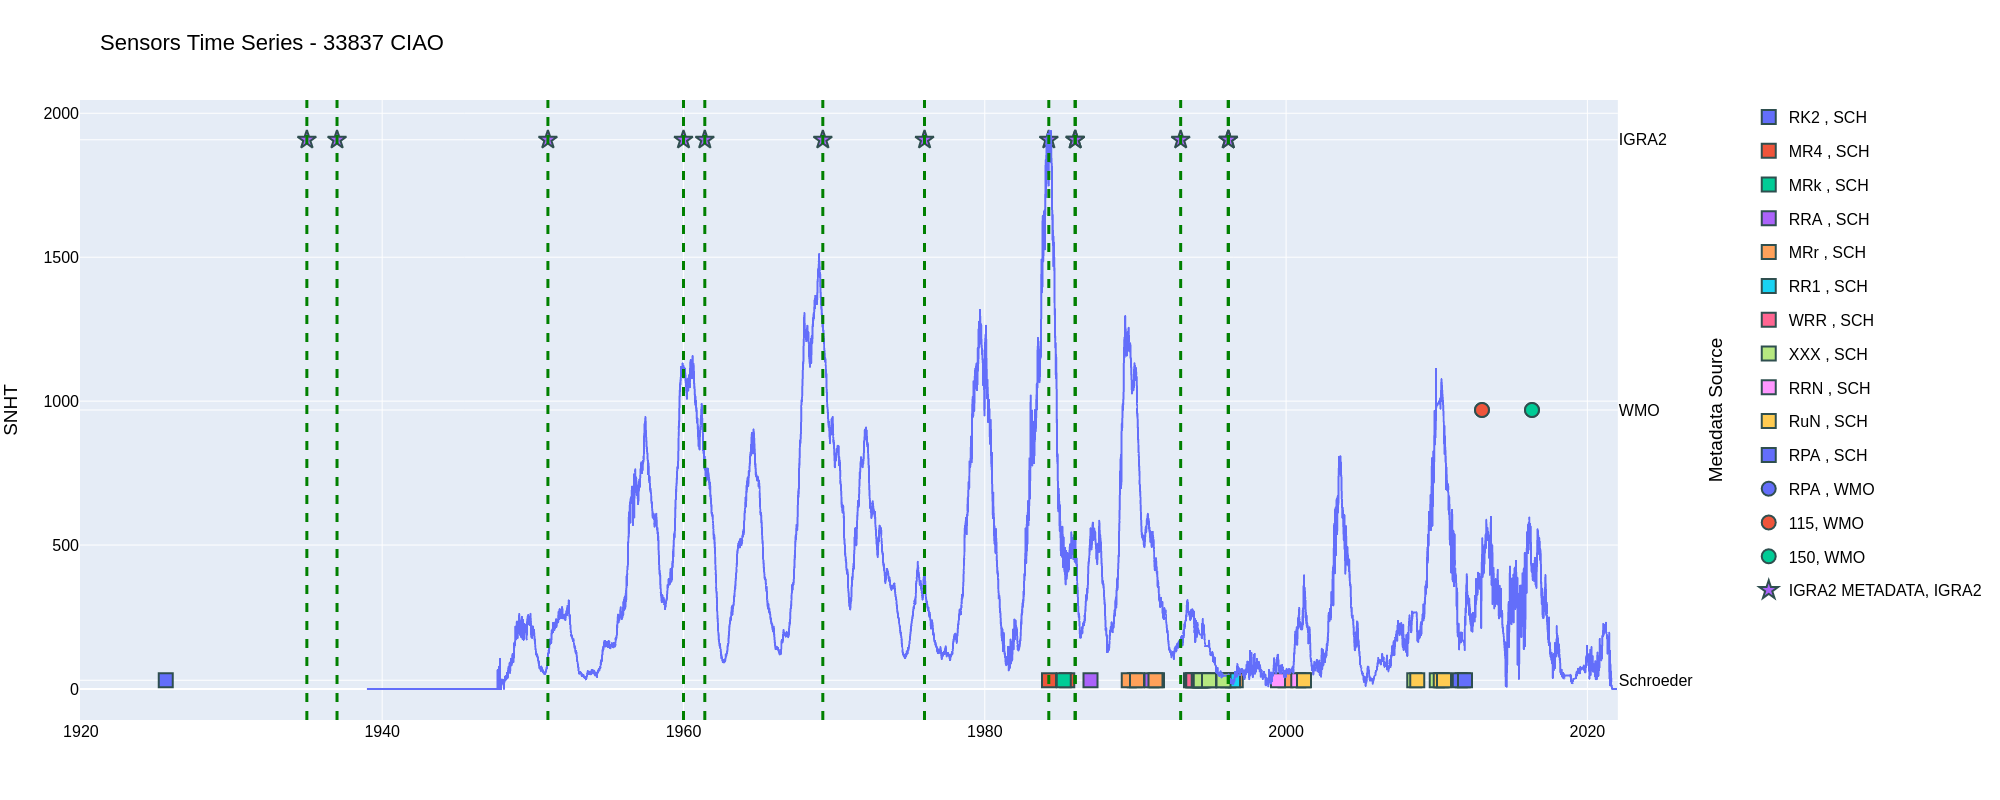 Sensors Time Series - 33837 CIAO
2000
1500
1000
500
0
SNHT
1920
1940
1960
1980
2000
2020
IGRA2
WMO
Schroeder
Metadata Source
RK2 , SCH
MR4 , SCH
MRk , SCH
RRA , SCH
MRr , SCH
RR1 , SCH
WRR , SCH
XXX , SCH
RRN , SCH
RuN , SCH
RPA , SCH
RPA , WMO
115, WMO
150, WMO
IGRA2 METADATA, IGRA2